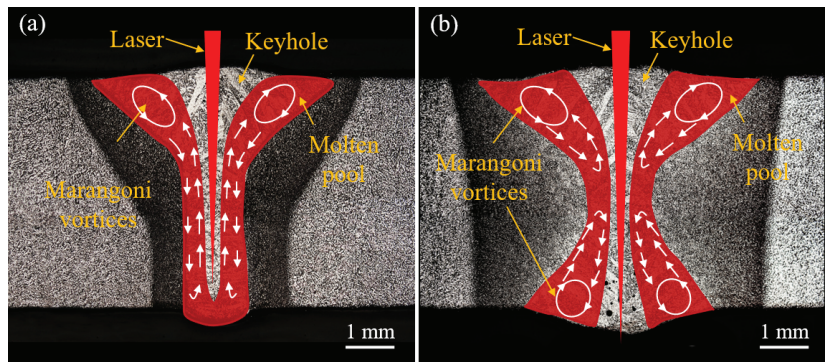 (a)
Laser
Keyhole
Marangoni
vortices
Molten
pool
1 mm
(b)
Laser
Keyhole
Marangoni
vortices
Molten
pool
1 mm